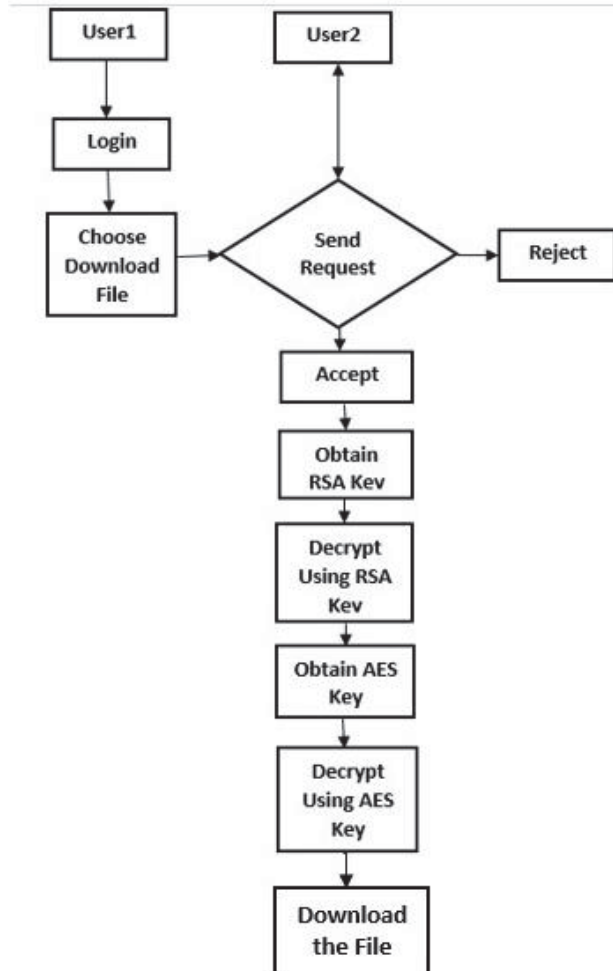 User1
User2
Login
Choose
Download
File
Send
Request
Reject
Accept
Obtain
RSA Kev
Decrypt
Using RSA
Kev
Obtain AES
Key
Decrypt
Using AES
Key
Download
the File